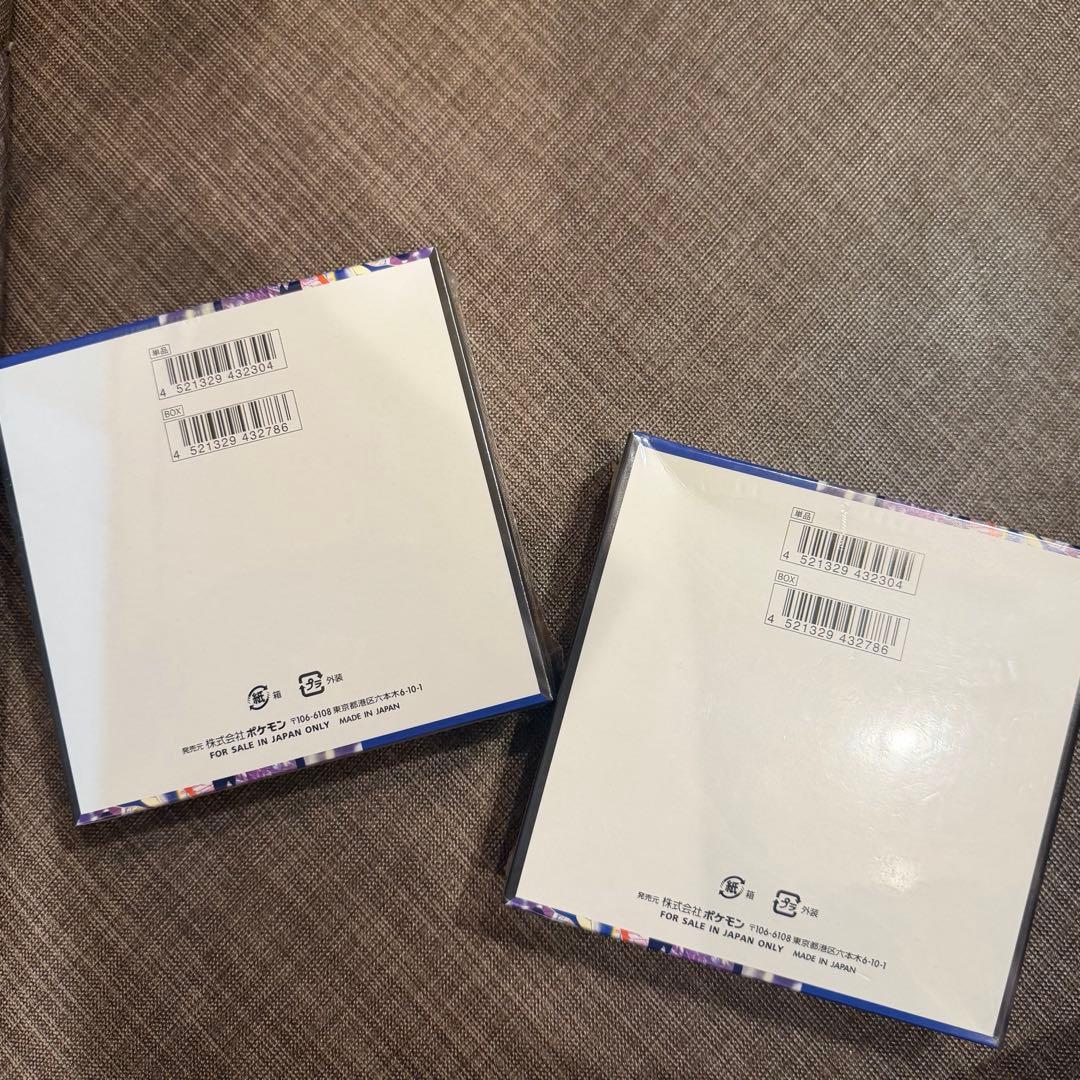 単品
4 521329 432304
BOX
4 521329 432786
紙 箱 プラ 外装
発売元 株式会社ポケモン 〒106-6108 東京都港区六本木6-10-1
FOR SALE IN JAPAN ONLY MADE IN JAPAN
単品
4 521329 432304
BOX
4 521329 432786
紙 箱 プラ 外装
発売元 株式会社ポケモン 〒106-6108 東京都港区六本木6-10-1
FOR SALE IN JAPAN ONLY MADE IN JAPAN